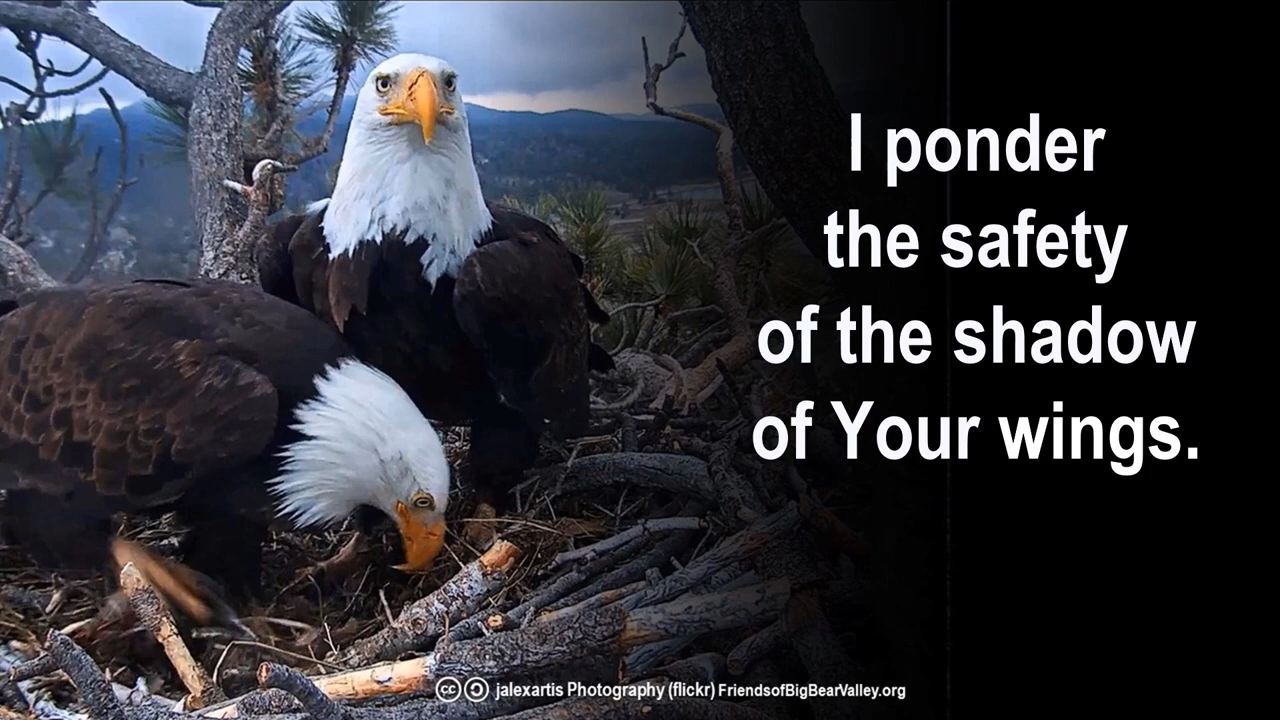 I ponder
the safety
of the shadow
of Your wings.
jalexartis Photography (flickr) FriendsofBigBearValley.org